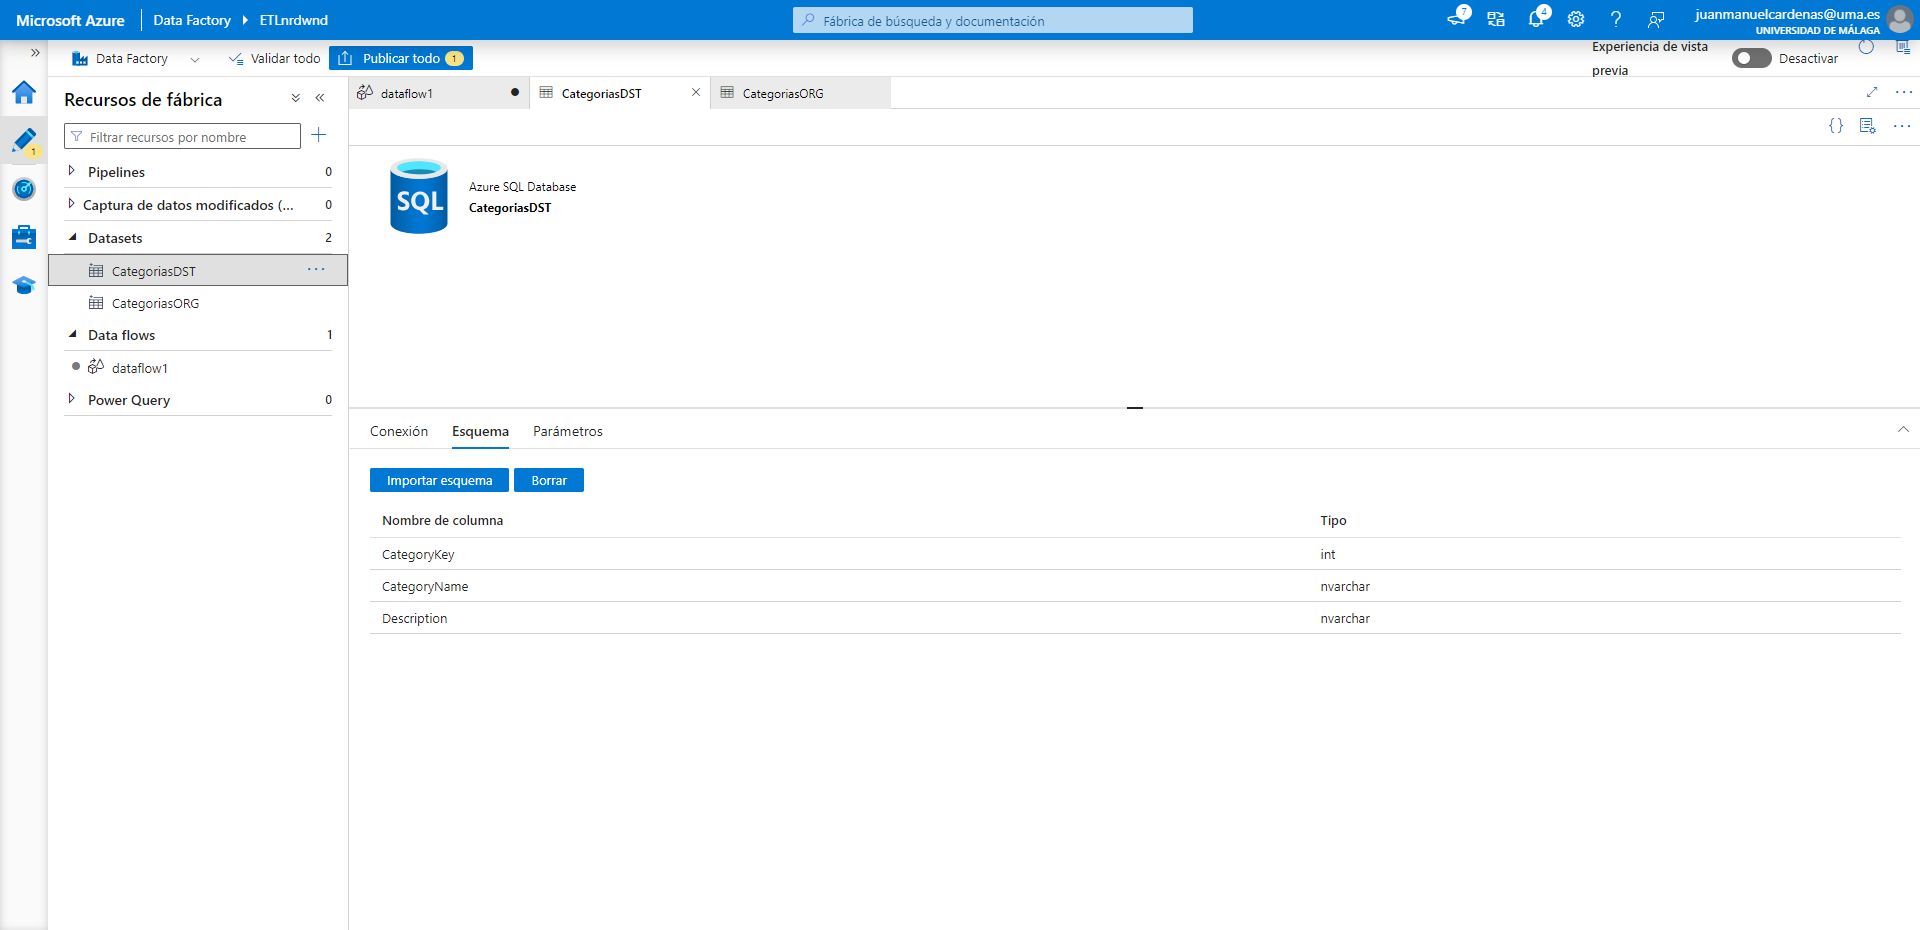 Microsoft Azure
Data Factory
ETLnrdwnd
Fábrica de búsqueda y documentación
7
4
juanmanuelcardenas@uma.es
UNIVERSIDAD DE MÁLAGA
Data Factory
Validar todo
Publicar todo 1
Experiencia de vista
previa
Desactivar
Recursos de fábrica
dataflow1
CategoriasDST
CategoriasORG
Filtrar recursos por nombre
1
Pipelines 0
Captura de datos modificados (... 0
Datasets 2
CategoriasDST
CategoriasORG
Data flows 1
dataflow1
Power Query 0
SQL
Azure SQL Database
CategoriasDST
Conexión Esquema Parámetros
Importar esquema Borrar
Nombre de columna Tipo
CategoryKey int
CategoryName nvarchar
Description nvarchar